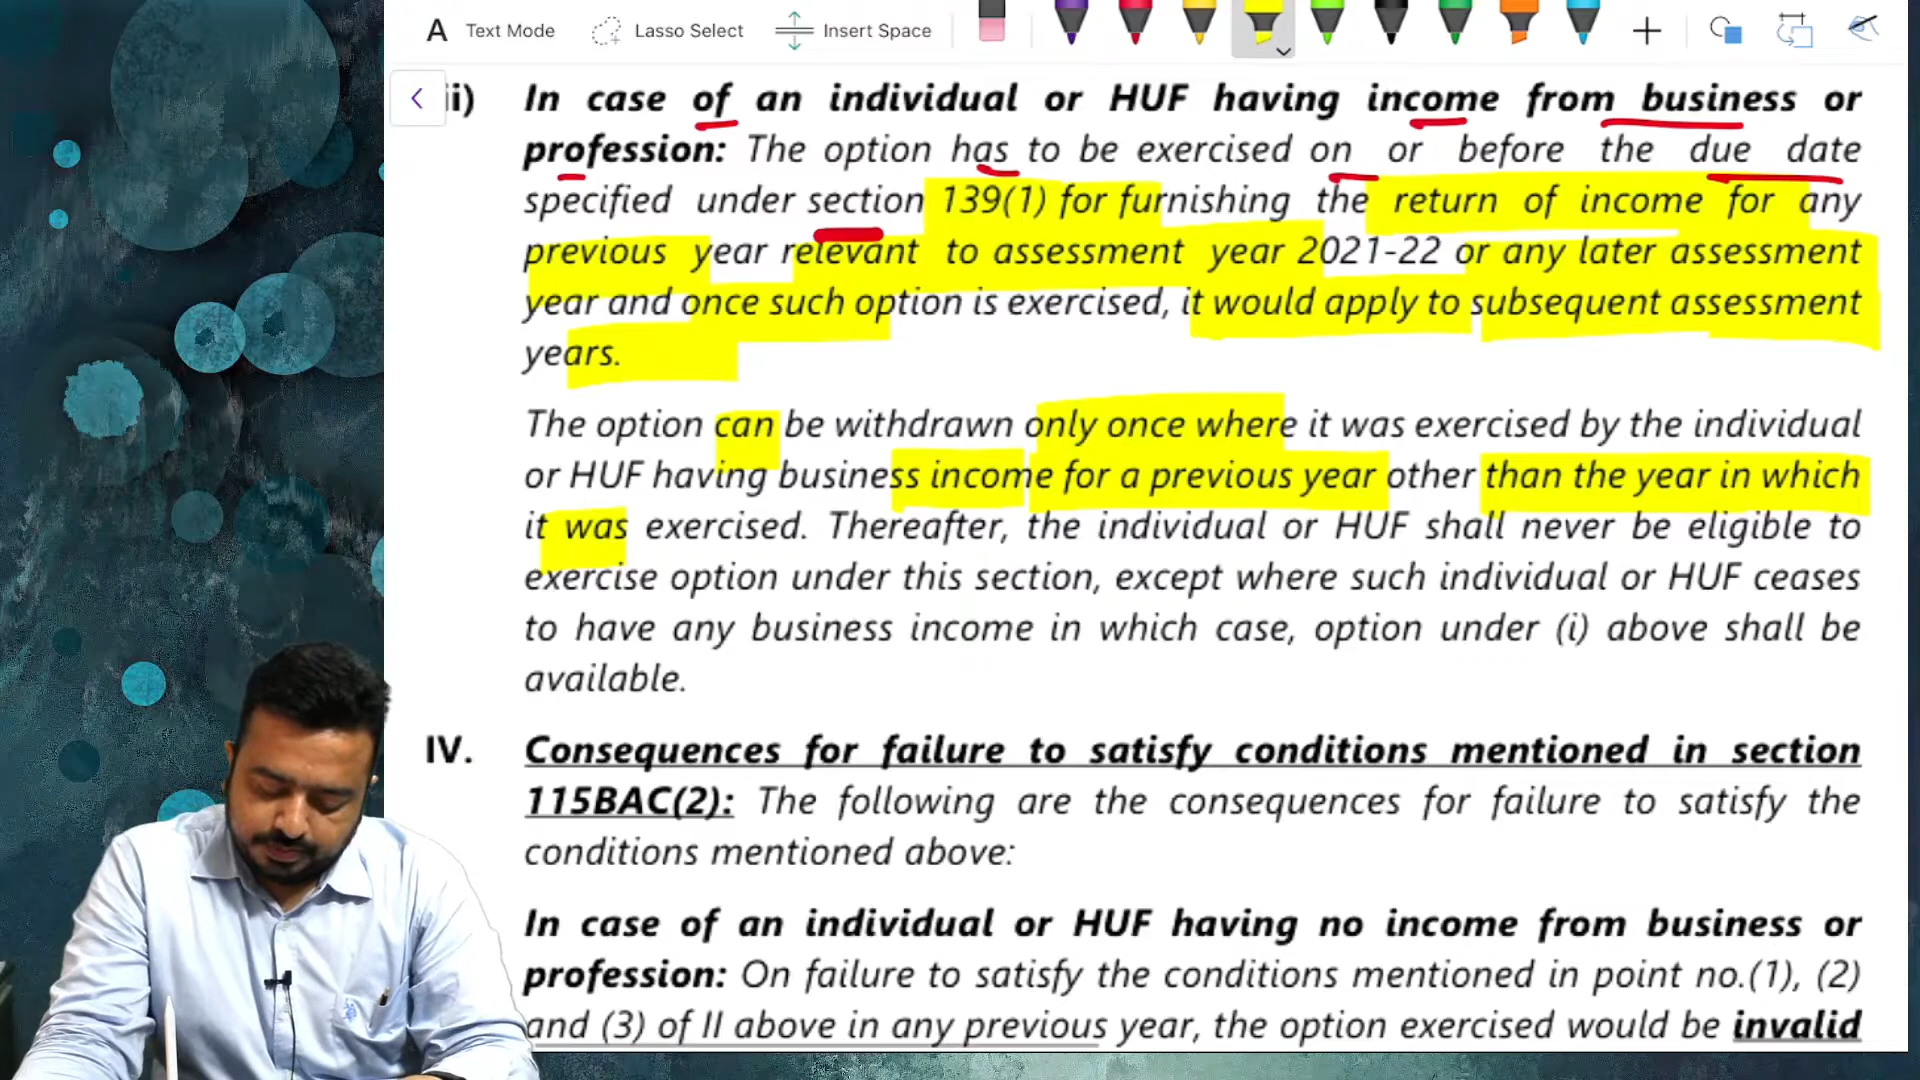 A Text Mode Lasso Select Insert Space
ii) In case of an individual or HUF having income from business or
profession: The option has to be exercised on or before the due date
specified under section 139(1) for furnishing the return of income for any
previous year relevant to assessment year 2021-22 or any later assessment
year and once such option is exercised, it would apply to subsequent assessment
years.
The option can be withdrawn only once where it was exercised by the individual
or HUF having business income for a previous year other than the year in which
it was exercised. Thereafter, the individual or HUF shall never be eligible to
exercise option under this section, except where such individual or HUF ceases
to have any business income in which case, option under (i) above shall be
available.
IV. Consequences for failure to satisfy conditions mentioned in section
115BAC(2): The following are the consequences for failure to satisfy the
conditions mentioned above:
In case of an individual or HUF having no income from business or
profession: On failure to satisfy the conditions mentioned in point no.(1), (2)
and (3) of II above in any previous year, the option exercised would be invalid